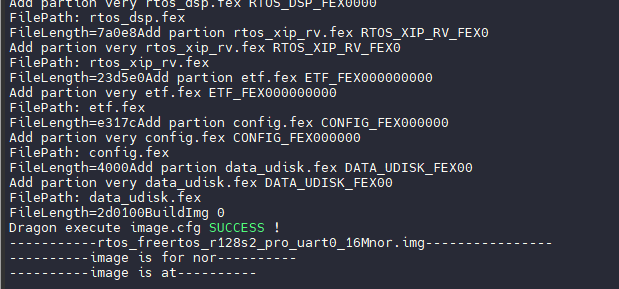 Add partion very rtos_dsp.fex RTOS_DSP_FEX0000
FilePath: rtos_dsp.fex
FileLength=7a0e8Add partion rtos_xip_rv.fex RTOS_XIP_RV_FEX0
Add partion very rtos_xip_rv.fex RTOS_XIP_RV_FEX0
FilePath: rtos_xip_rv.fex
FileLength=23d5e0Add partion etf.fex ETF_FEX000000000
Add partion very etf.fex ETF_FEX000000000
FilePath: etf.fex
FileLength=e317cAdd partion config.fex CONFIG_FEX000000
Add partion very config.fex CONFIG_FEX000000
FilePath: config.fex
FileLength=4000Add partion data_udisk.fex DATA_UDISK_FEX00
Add partion very data_udisk.fex DATA_UDISK_FEX00
FilePath: data_udisk.fex
FileLength=2d0100BuildImg 0
Dragon execute image.cfg SUCCESS !
-----------rtos_freertos_r128s2_pro_uart0_16Mnor.img----------------
----------image is for nor----------
----------image is at----------